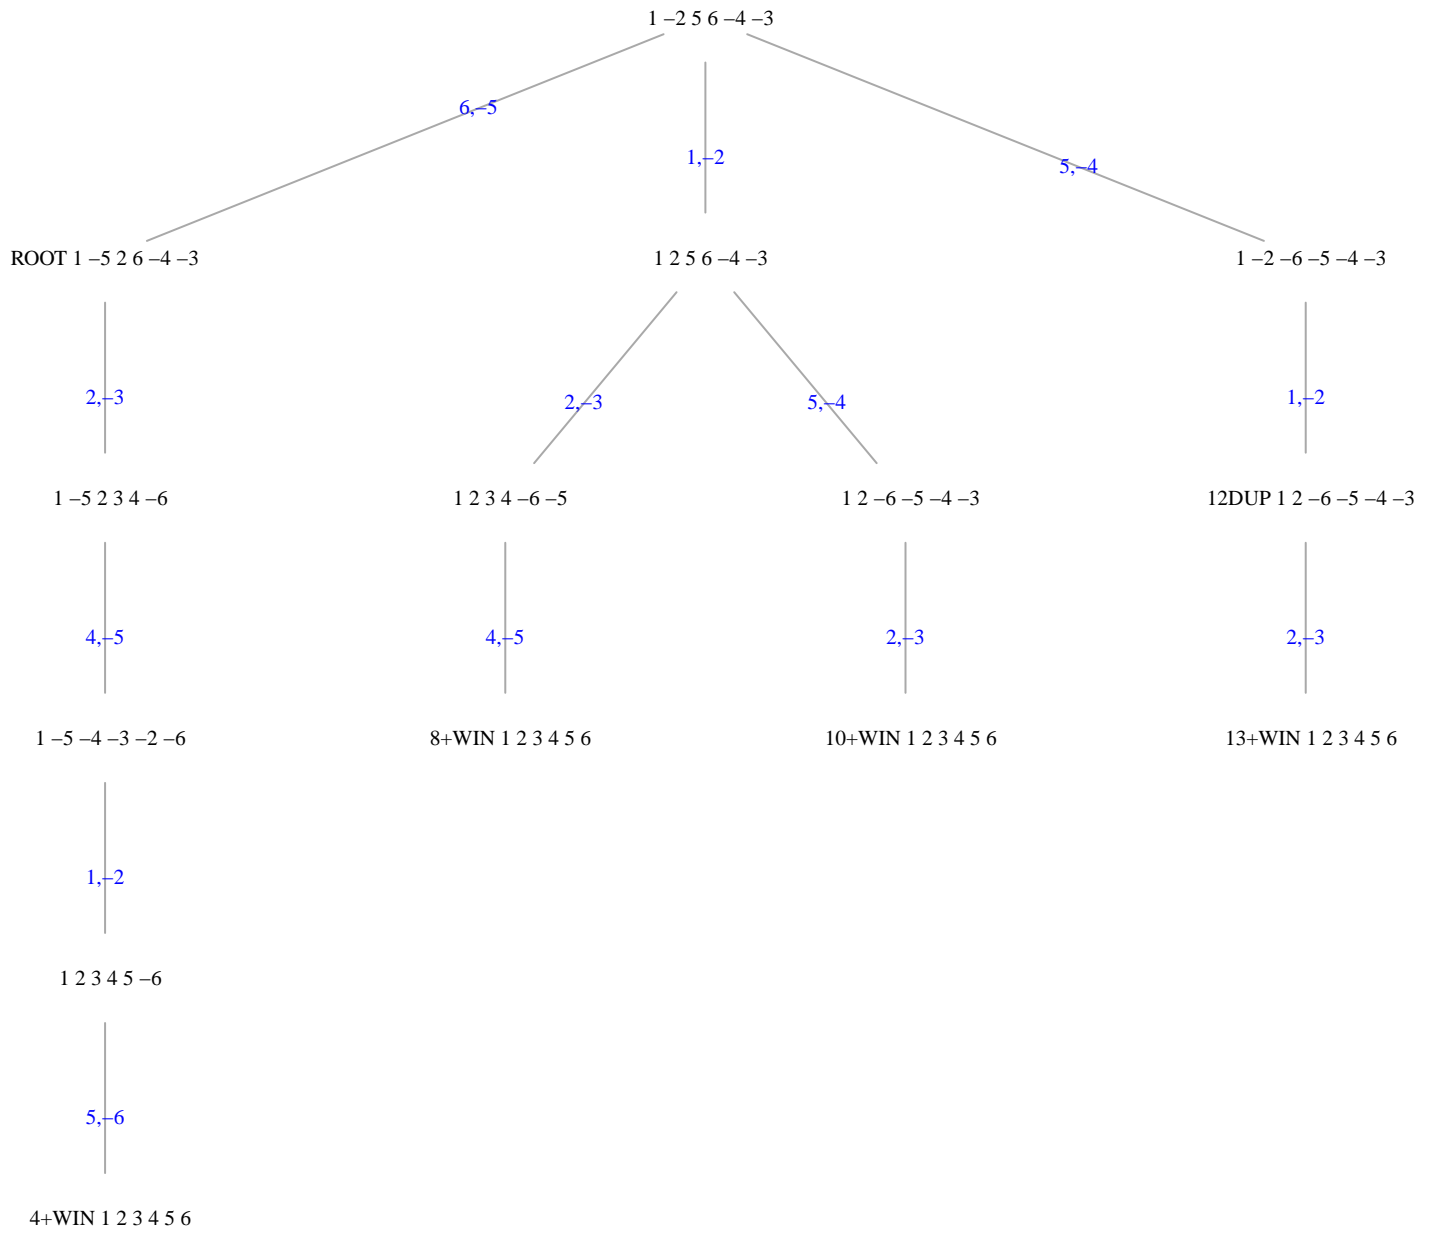 1 –2 5 6 –4 –3
6,–5
1,–2
5,–4
ROOT 1 –5 2 6 –4 –3
1 2 5 6 –4 –3
1 –2 –6 –5 –4 –3
2,–3
2,–3
5,–4
1,–2
1 –5 2 3 4 –6
1 2 3 4 –6 –5
1 2 –6 –5 –4 –3
12DUP 1 2 –6 –5 –4 –3
4,–5
4,–5
2,–3
2,–3
1 –5 –4 –3 –2 –6
8+WIN 1 2 3 4 5 6
10+WIN 1 2 3 4 5 6
13+WIN 1 2 3 4 5 6
1,–2
1 2 3 4 5 –6
5,–6
4+WIN 1 2 3 4 5 6